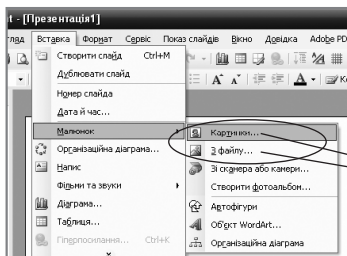 nt - [Презентація1]
гляд Вставка Формат Сервіс Показ слайдів Вікно Довідка Adobe PD
Створити слайд Ctrl+M
Дублювати слайд
Номер слайда
Дата й час...
Малюнок
Організаційна діаграма...
Напис
Фільми та звуки
Діаграма...
Таблиця...
Гіперпосилання... Ctrl+K
Картинки...
З файлу...
Зі сканера або камери...
Створити фотоальбом...
Автофігури
Об'єкт WordArt...
Організаційна діаграма